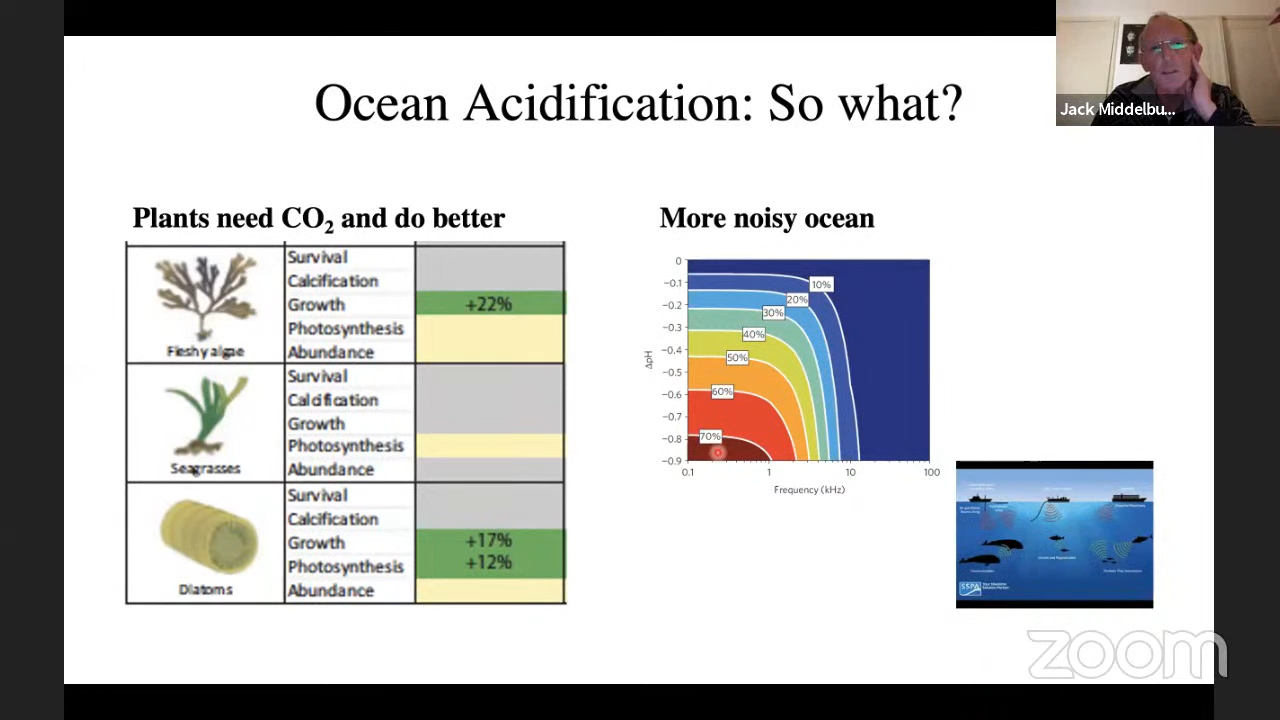 Ocean Acidification: So what?
Jack Middelbu...
Plants need CO₂ and do better
Survival
Calcification
Growth +22%
Photosynthesis
Abundance
Fleshy algae
Survival
Calcification
Growth
Photosynthesis
Abundance
Seagrasses
Survival
Calcification
Growth +17%
Photosynthesis +12%
Abundance
Diatoms
More noisy ocean
0
−0.1
−0.2
−0.3
−0.4
−0.5
−0.6
−0.7
−0.8
−0.9
ΔpH
10%
20%
30%
40%
50%
60%
70%
0.1 1 10 100
Frequency (kHz)
SSPA
zoom